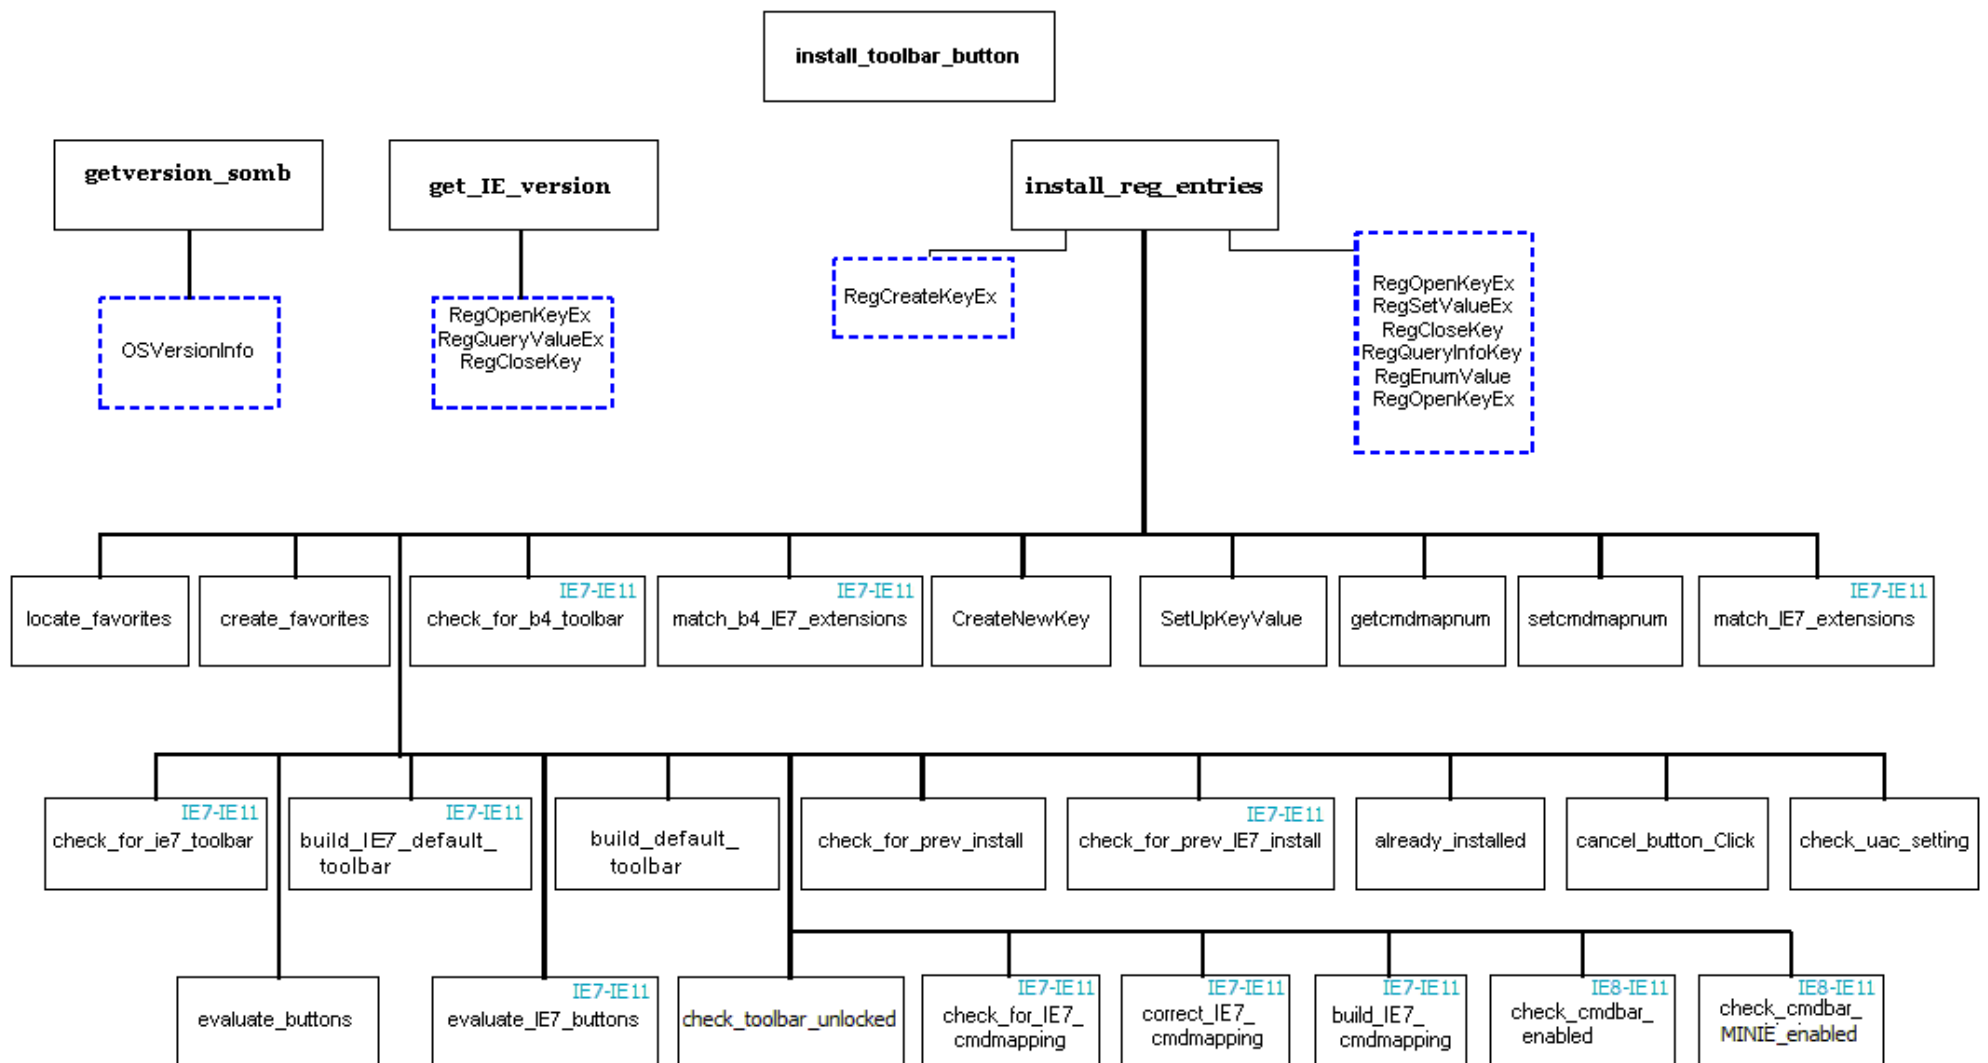 install_toolbar_button
getversion_somb
get_IE_version
install_reg_entries
OSVersionInfo
RegOpenKeyEx
RegQueryValueEx
RegCloseKey
RegCreateKeyEx
RegOpenKeyEx
RegSetValueEx
RegCloseKey
RegQueryInfoKey
RegEnumValue
RegOpenKeyEx
locate_favorites
create_favorites
IE7-IE11
check_for_b4_toolbar
IE7-IE11
match_b4_IE7_extensions
CreateNewKey
SetUpKeyValue
getcmdmapnum
setcmdmapnum
IE7-IE11
match_IE7_extensions
IE7-IE11
check_for_ie7_toolbar
IE7-IE11
build_IE7_default_
toolbar
build_default_
toolbar
check_for_prev_install
IE7-IE11
check_for_prev_IE7_install
already_installed
cancel_button_Click
check_uac_setting
evaluate_buttons
IE7-IE11
evaluate_IE7_buttons
check_toolbar_unlocked
IE7-IE11
check_for_IE7_
cmdmapping
IE7-IE11
correct_IE7_
cmdmapping
IE7-IE11
build_IE7_
cmdmapping
IE8-IE11
check_cmdbar_
enabled
IE8-IE11
check_cmdbar_
MINIE_enabled